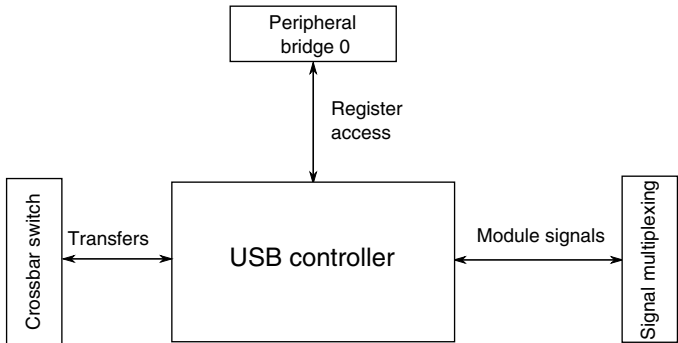 Peripheral
bridge 0
Register
access
Crossbar switch
Transfers
USB controller
Module signals
Signal multiplexing